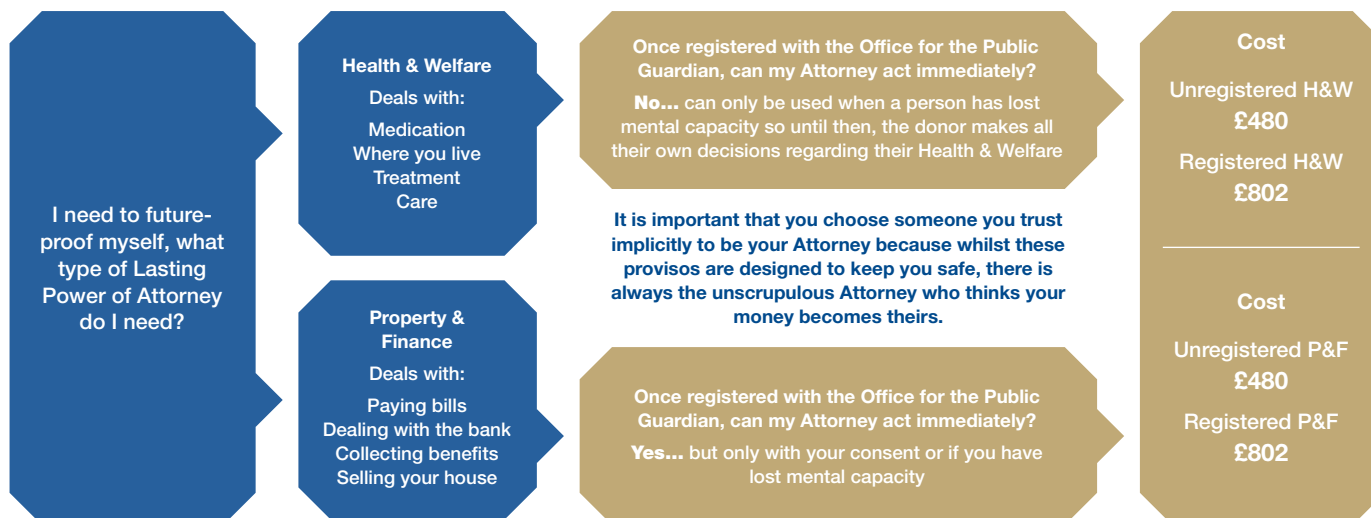 I need to future-
proof myself, what
type of Lasting
Power of Attorney
do I need?
Health & Welfare
Deals with:
Medication
Where you live
Treatment
Care
Property &
Finance
Deals with:
Paying bills
Dealing with the bank
Collecting benefits
Selling your house
Once registered with the Office for the Public
Guardian, can my Attorney act immediately?
No... can only be used when a person has lost
mental capacity so until then, the donor makes all
their own decisions regarding their Health & Welfare
It is important that you choose someone you trust
implicitly to be your Attorney because whilst these
provisos are designed to keep you safe, there is
always the unscrupulous Attorney who thinks your
money becomes theirs.
Once registered with the Office for the Public
Guardian, can my Attorney act immediately?
Yes... but only with your consent or if you have
lost mental capacity
Cost
Unregistered H&W
£480
Registered H&W
£802
Cost
Unregistered P&F
£480
Registered P&F
£802